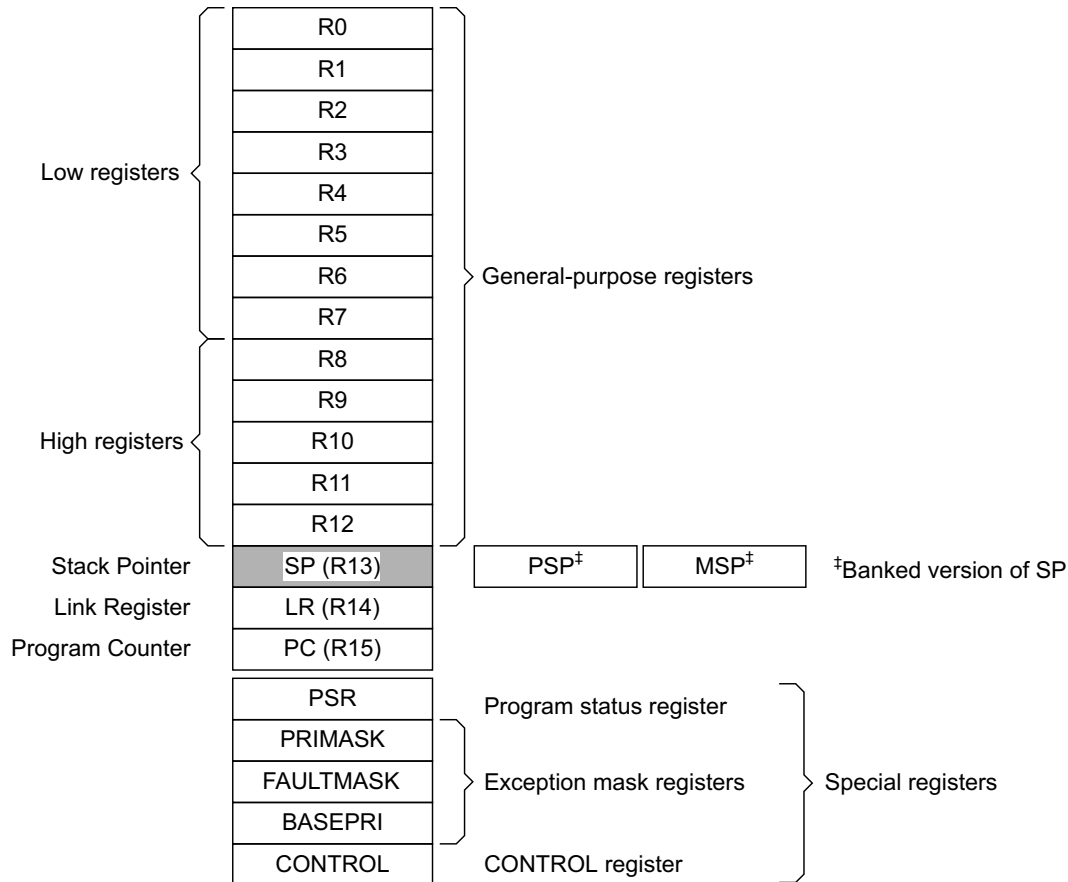 R0
R1
R2
R3
Low registers
R4
R5
R6
General-purpose registers
R7
R8
R9
High registers
R10
R11
R12
Stack Pointer SP (R13) PSP‡ MSP‡ ‡Banked version of SP
Link Register LR (R14)
Program Counter PC (R15)
PSR Program status register
PRIMASK
FAULTMASK Exception mask registers Special registers
BASEPRI
CONTROL CONTROL register